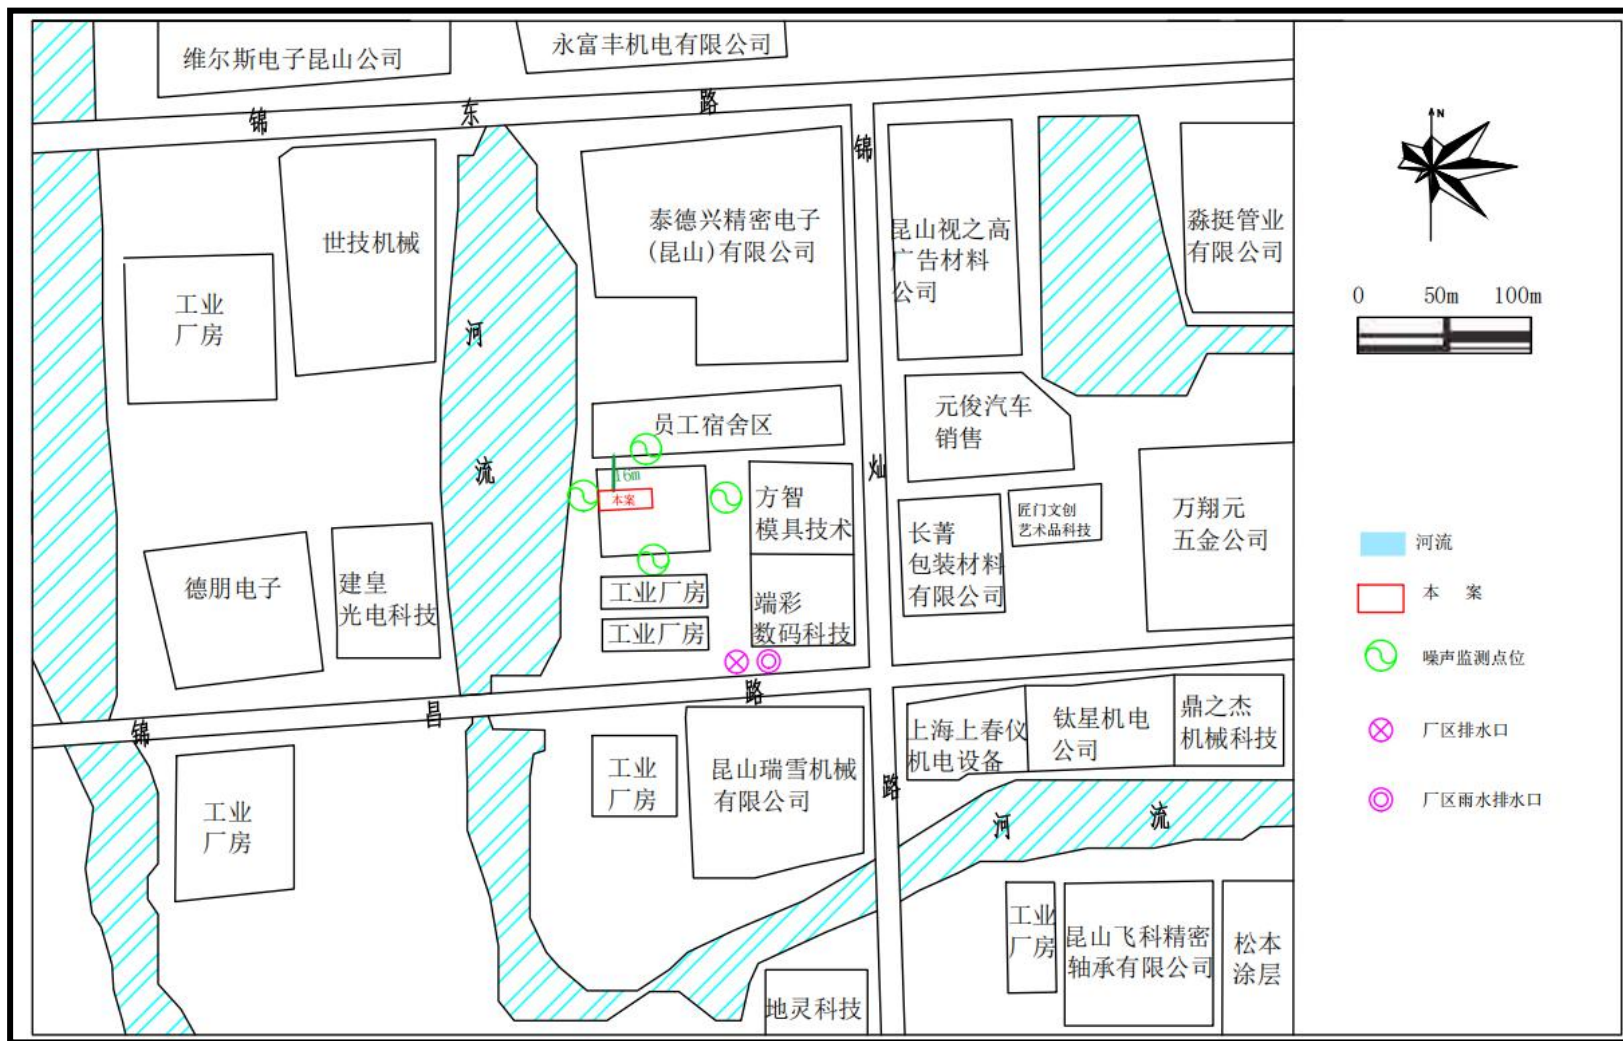 维尔斯电子昆山公司
永富丰机电有限公司
锦东路
N
锦灿路
世技机械
泰德兴精密电子
(昆山)有限公司
昆山视之高
广告材料
公司
淼挺管业
有限公司
工业
厂房
0 50m 100m
河流
员工宿舍区
元俊汽车
销售
16m
本案
方智
模具技术
长菁
包装材料
有限公司
匠门文创
艺术品科技
万翔元
五金公司
德朋电子
建皇
光电科技
工业厂房
工业厂房
端彩
数码科技
锦昌路
河流
本 案
噪声监测点位
厂区排水口
厂区雨水排水口
工业
厂房
工业
厂房
昆山瑞雪机械
有限公司
上海上春仪
机电设备
钛星机电
公司
鼎之杰
机械科技
河流
地灵科技
工业
厂房
昆山飞科精密
轴承有限公司
松本
涂层